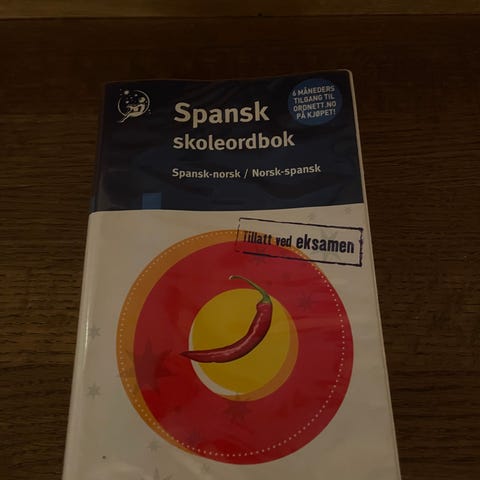 Spansk
skoleordbok
Spansk-norsk / Norsk-spansk
6 MÅNEDERS
TILGANG TIL
ORDNETT.NO
PÅ KJØPET!
Tillatt ved eksamen